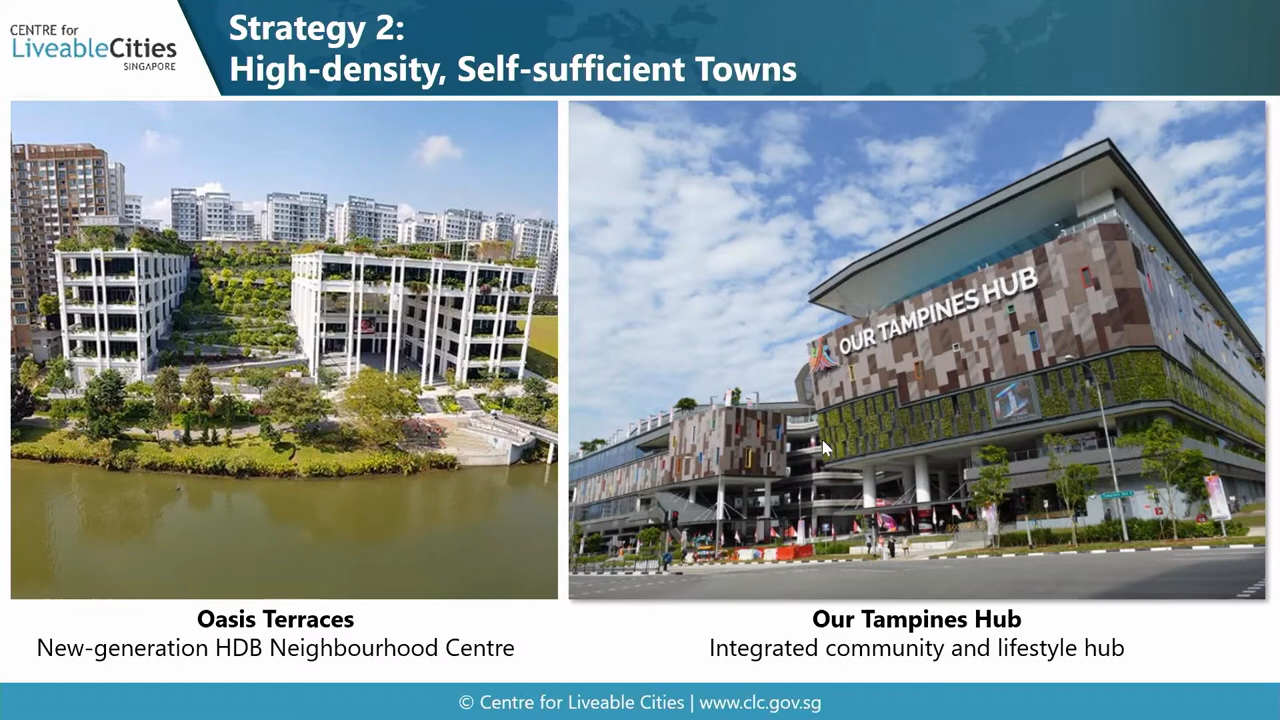 CENTRE for
LiveableCities
SINGAPORE
Strategy 2:
High-density, Self-sufficient Towns
OUR TAMPINES HUB
Oasis Terraces
New-generation HDB Neighbourhood Centre
Our Tampines Hub
Integrated community and lifestyle hub
© Centre for Liveable Cities | www.clc.gov.sg